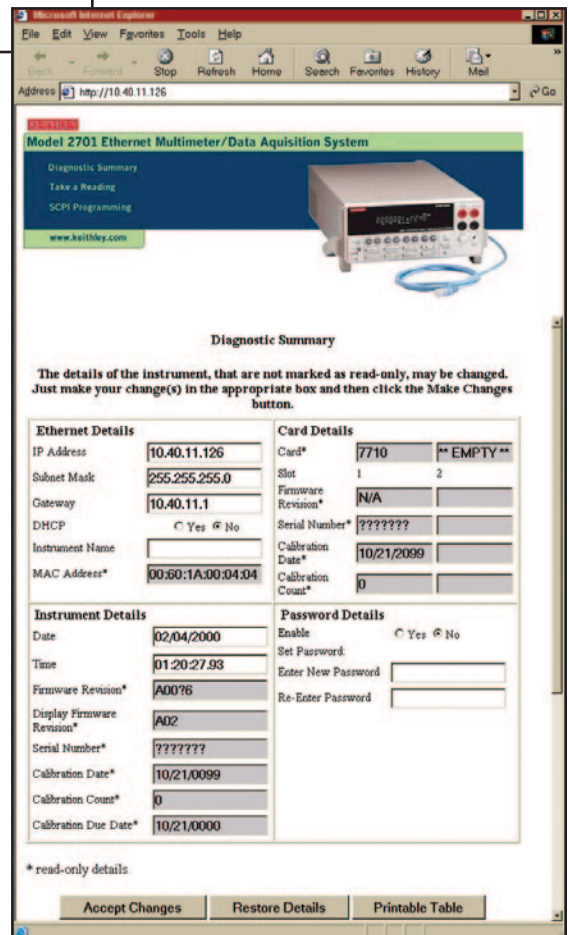 Microsoft Internet Explorer
File Edit View Favorites Tools Help
Back Forward Stop Refresh Home Search Favorites History Mail »
Address http://10.40.11.126 Go
KEITHLEY
Model 2701 Ethernet Multimeter/Data Aquisition System
Diagnostic Summary
Take a Reading
SCPI Programming
www.keithley.com
Diagnostic Summary
The details of the instrument, that are not marked as read-only, may be changed.
Just make your change(s) in the appropriate box and then click the Make Changes
button.
Ethernet Details
IP Address 10.40.11.126
Subnet Mask 255.255.255.0
Gateway 10.40.11.1
DHCP Yes No
Instrument Name
MAC Address* 00:60:1A:00:04:04
Card Details
Card* 7710 ** EMPTY **
Slot 1 2
Firmware
Revision* N/A
Serial Number* ???????
Calibration
Date* 10/21/2099
Calibration
Count* 0
Instrument Details
Date 02/04/2000
Time 01:20:27.93
Firmware Revision* A00?6
Display Firmware
Revision* A02
Serial Number* ???????
Calibration Date* 10/21/0099
Calibration Count* 0
Calibration Due Date* 10/21/0000
Password Details
Enable Yes No
Set Password:
Enter New Password
Re-Enter Password
* read-only details
Accept Changes Restore Details Printable Table